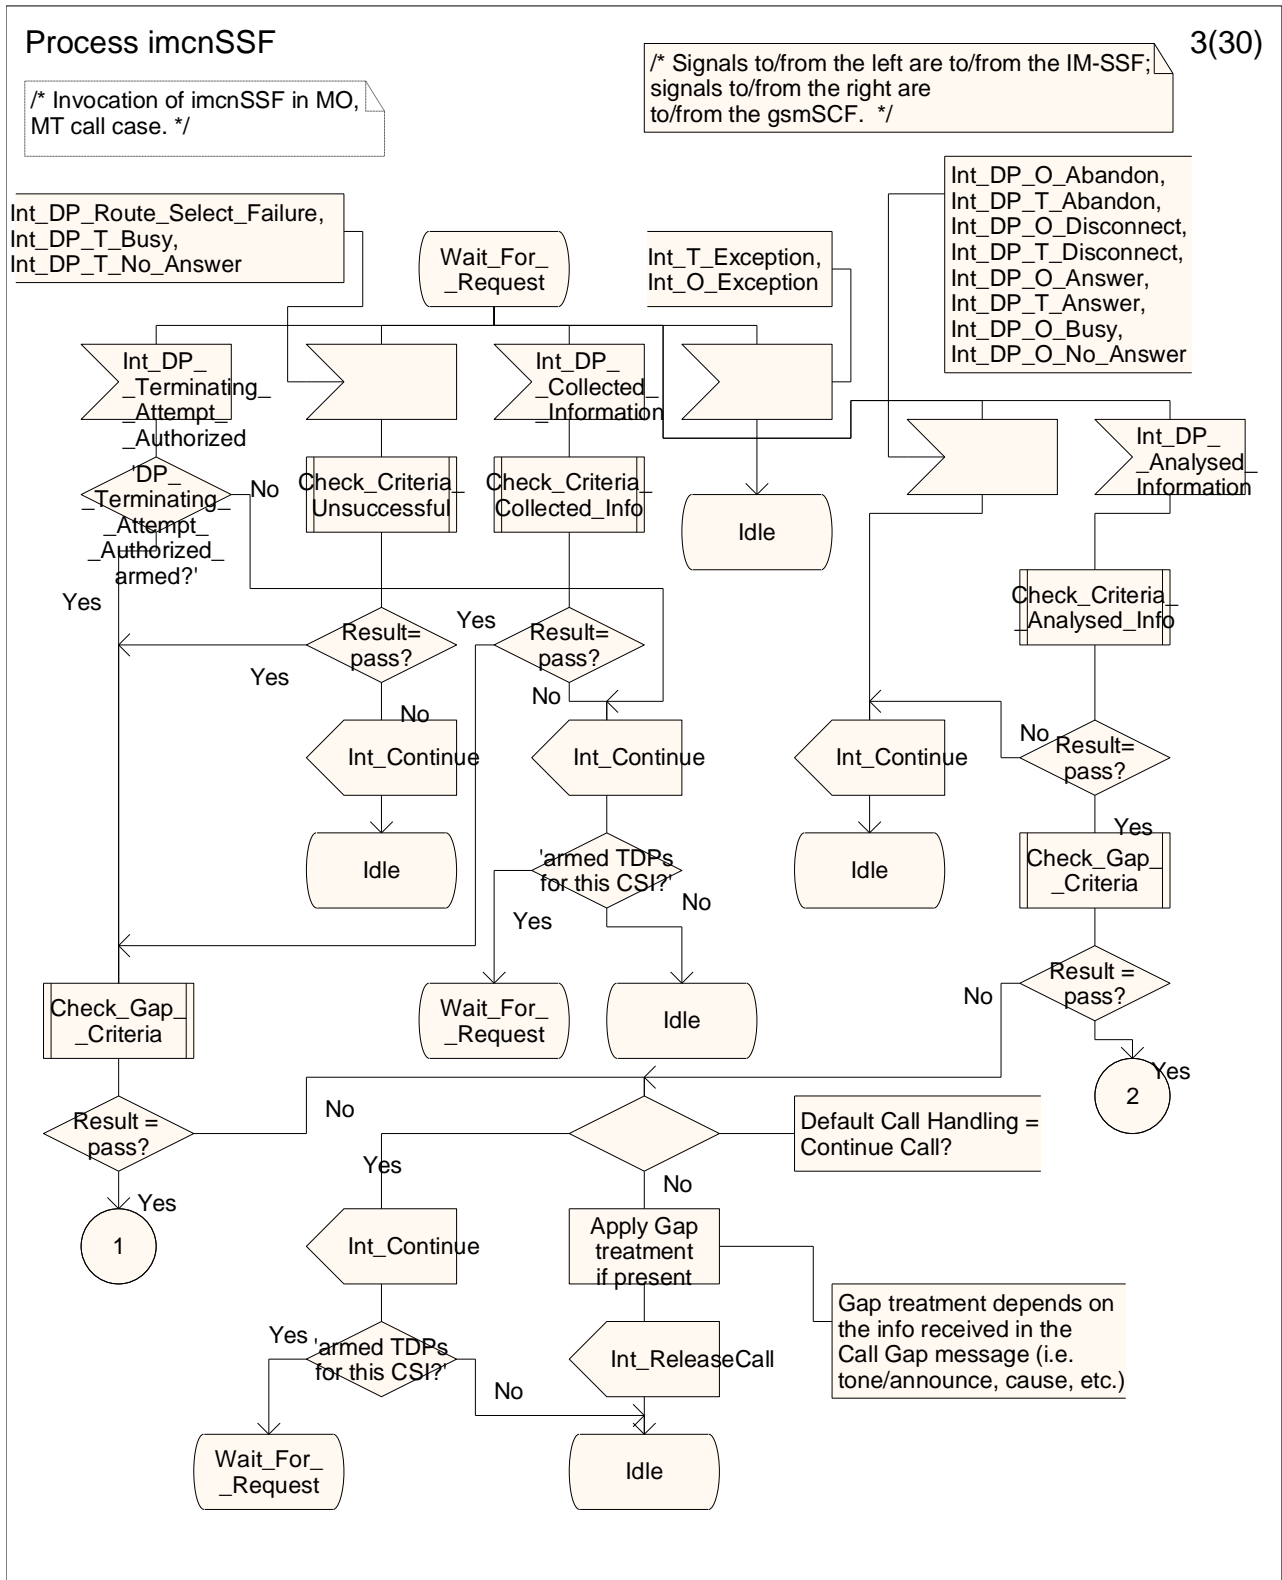 Process imcnSSF
3(30)
/* Signals to/from the left are to/from the IM-SSF;
signals to/from the right are
to/from the gsmSCF.  */
/* Invocation of imcnSSF in MO,
MT call case. */
Int_DP_Route_Select_Failure,
Int_DP_T_Busy,
Int_DP_T_No_Answer
Wait_For_
_Request
Int_T_Exception,
Int_O_Exception
Int_DP_O_Abandon,
Int_DP_T_Abandon,
Int_DP_O_Disconnect,
Int_DP_T_Disconnect,
Int_DP_O_Answer,
Int_DP_T_Answer,
Int_DP_O_Busy,
Int_DP_O_No_Answer
Int_DP_
_Terminating_
_Attempt_
_Authorized
Int_DP_
_Collected_
_Information
Int_DP_
_Analysed_
_Information
'DP_
_Terminating_
_Attempt_
_Authorized_
armed?'
No
Yes
Check_Criteria_
_Unsuccessful
Check_Criteria_
_Collected_Info
Idle
Check_Criteria_
_Analysed_Info
Result=
pass?
Yes
No
Yes
Result=
pass?
No
Int_Continue
Int_Continue
Int_Continue
No
Result=
pass?
Yes
Idle
'armed TDPs
for this CSI?'
Yes
No
Idle
Check_Gap_
_Criteria
Check_Gap_
_Criteria
Wait_For_
_Request
Idle
No
Result =
pass?
Yes
2
Result =
pass?
No
Yes
1
Default Call Handling =
Continue Call?
Yes
No
Int_Continue
Apply Gap
treatment
if present
Gap treatment depends on
the info received in the
Call Gap message (i.e.
tone/announce, cause, etc.)
Yes
'armed TDPs
for this CSI?'
No
Int_ReleaseCall
Wait_For_
_Request
Idle